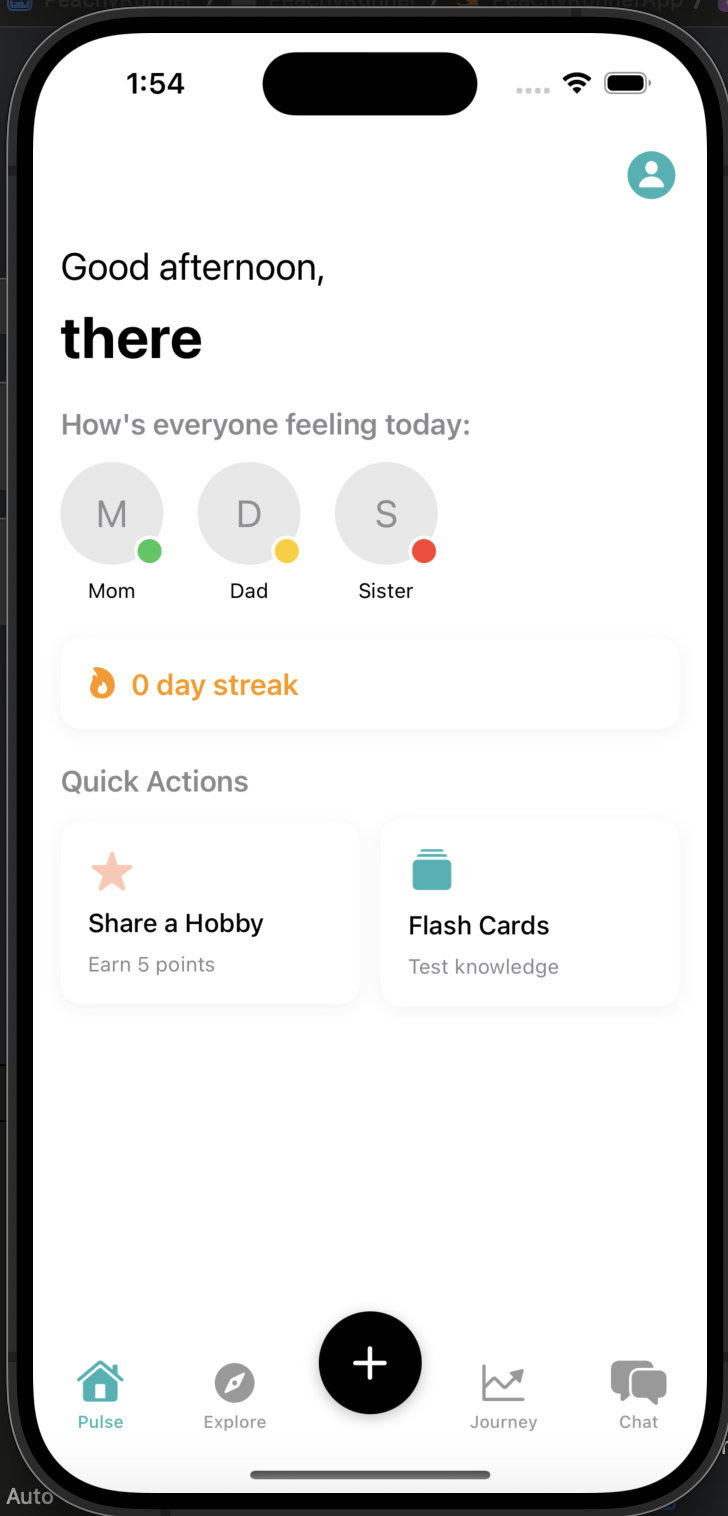 1:54
Good afternoon,
there
How's everyone feeling today:
M D S
Mom Dad Sister
0 day streak
Quick Actions
Share a Hobby
Earn 5 points
Flash Cards
Test knowledge
Pulse Explore Journey Chat
Auto